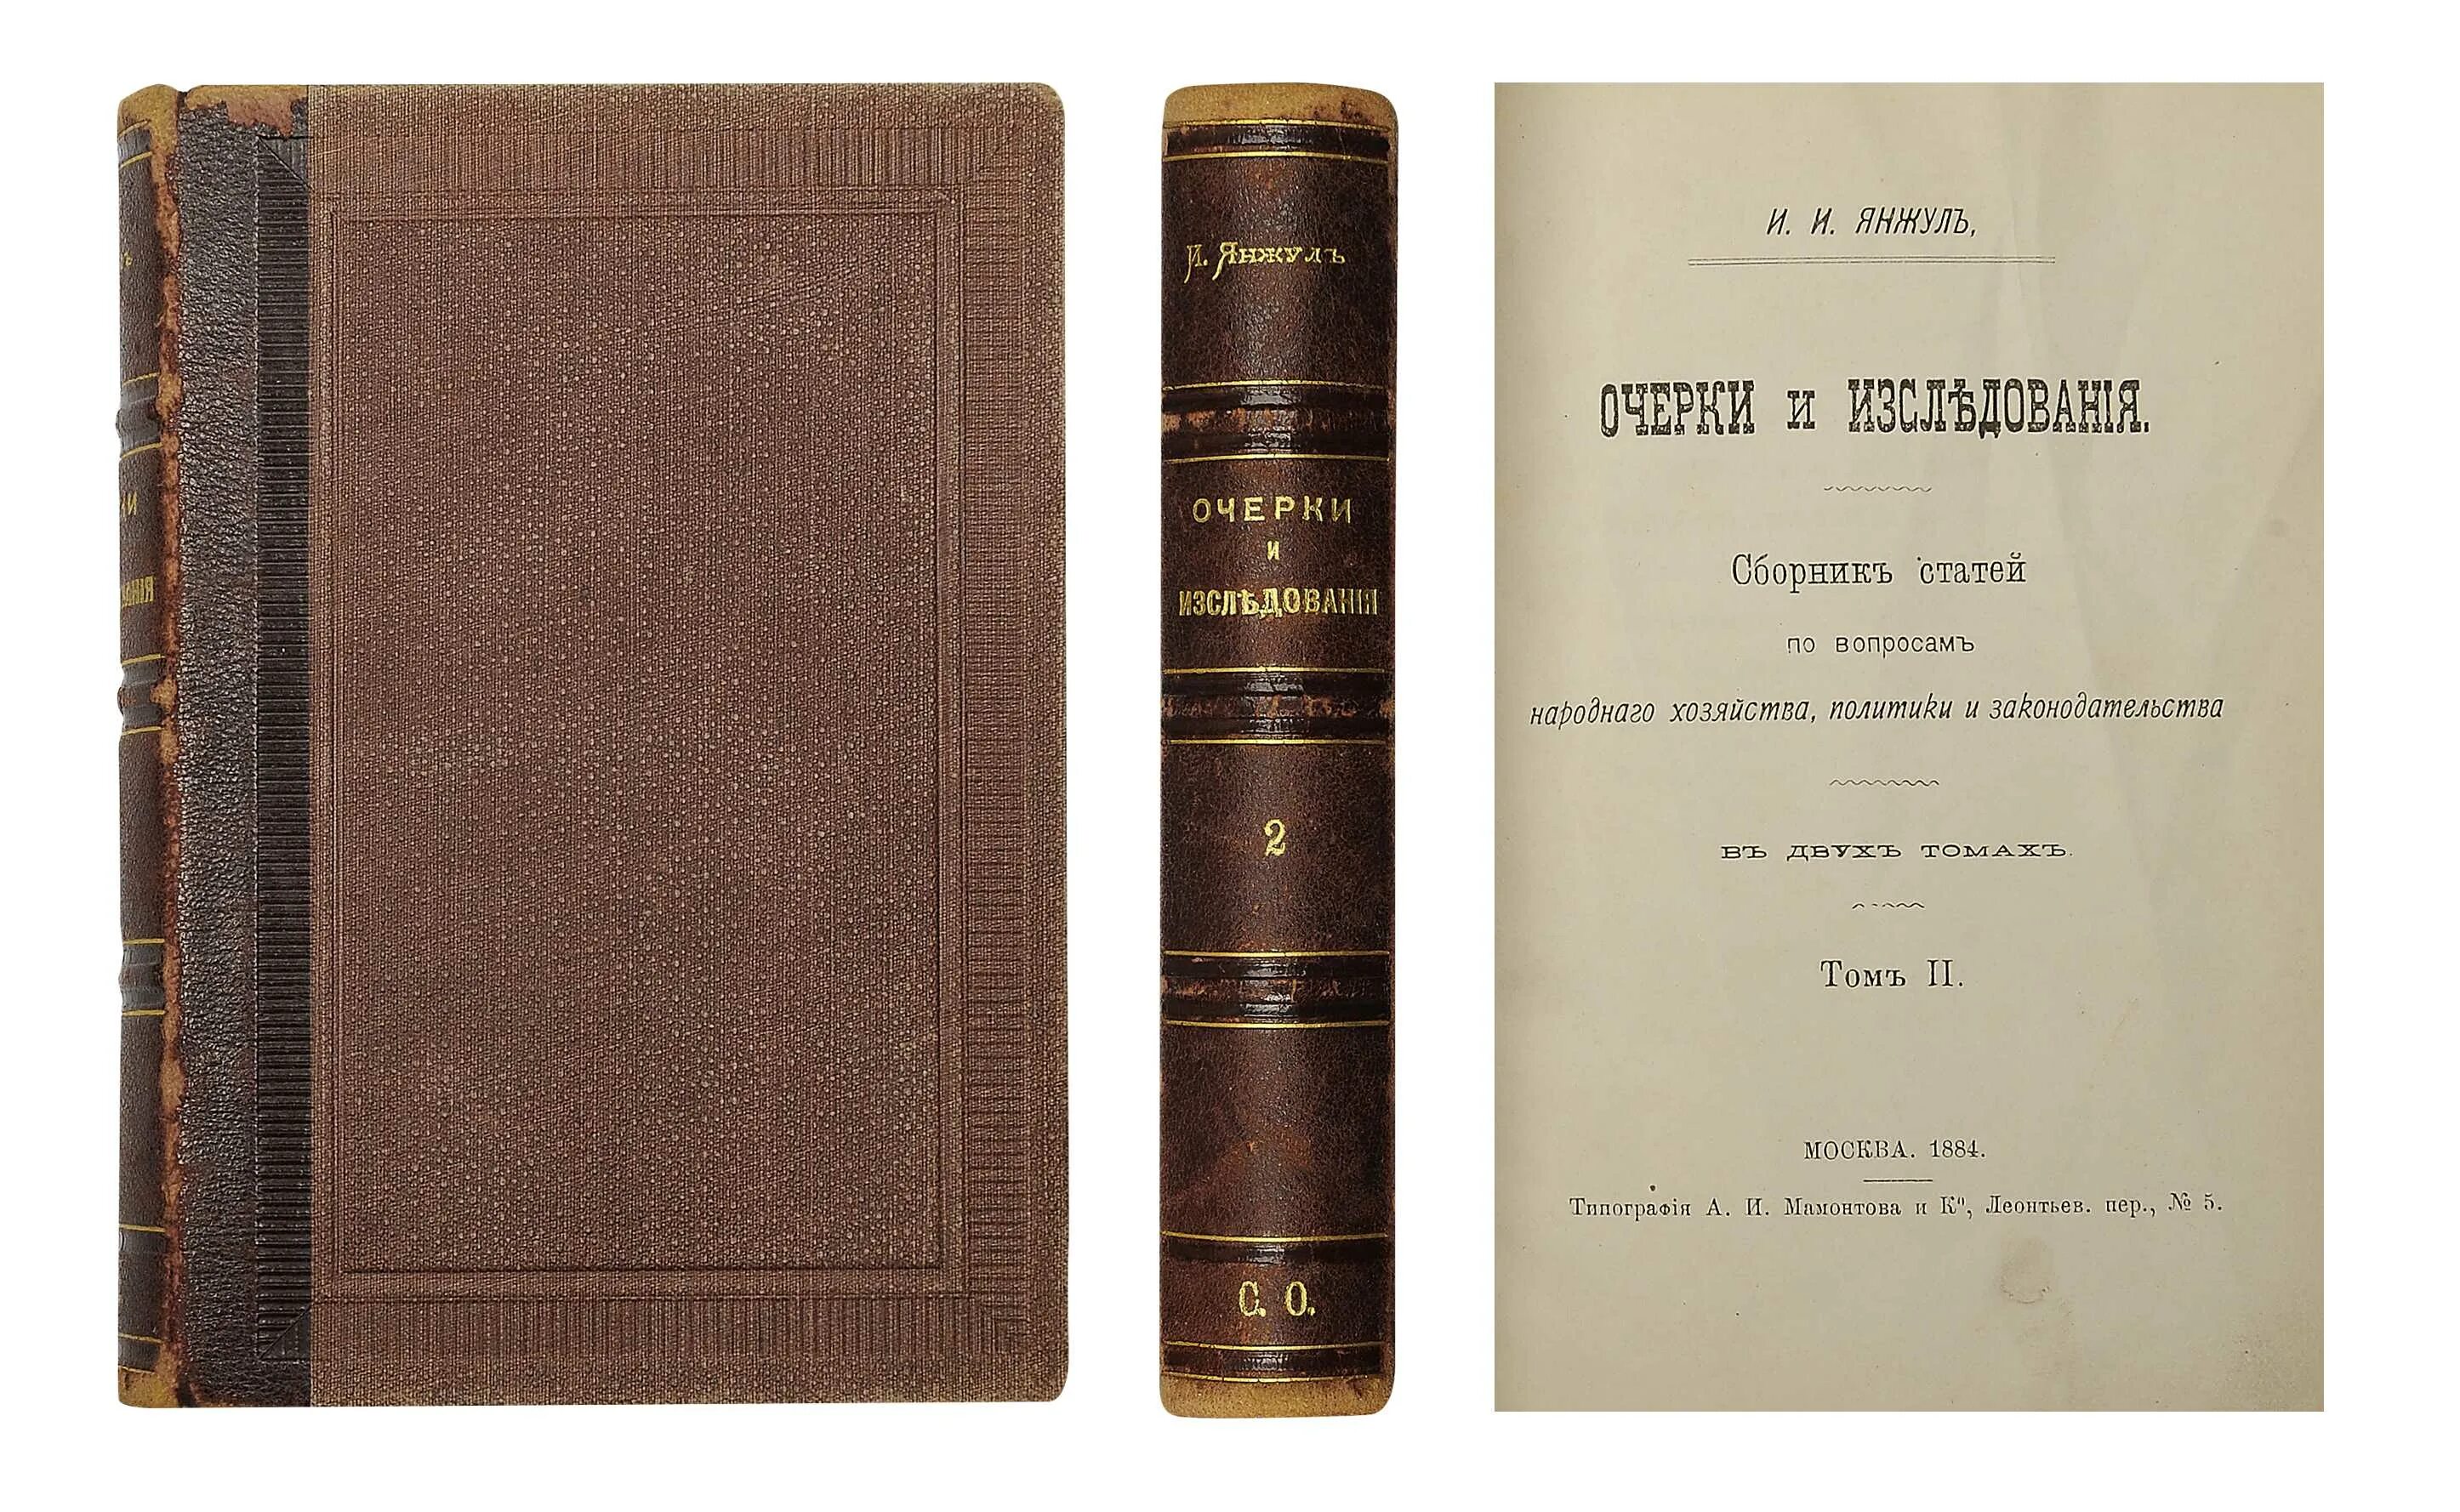 И. Янжулъ
ОЧЕРКИ
и
ИЗСЛѢДОВАНІЯ
2
С. О.
И. И. ЯНЖУЛЪ,
ОЧЕРКИ и ИЗСЛѢДОВАНІЯ.
Сборникъ статей
по вопросамъ
народнаго хозяйства, политики и законодательства
ВЪ ДВУХЪ ТОМАХЪ.
Томъ II.
МОСКВА. 1884.
Типографія А. И. Мамонтова и Кº, Леонтьев. пер., № 5.